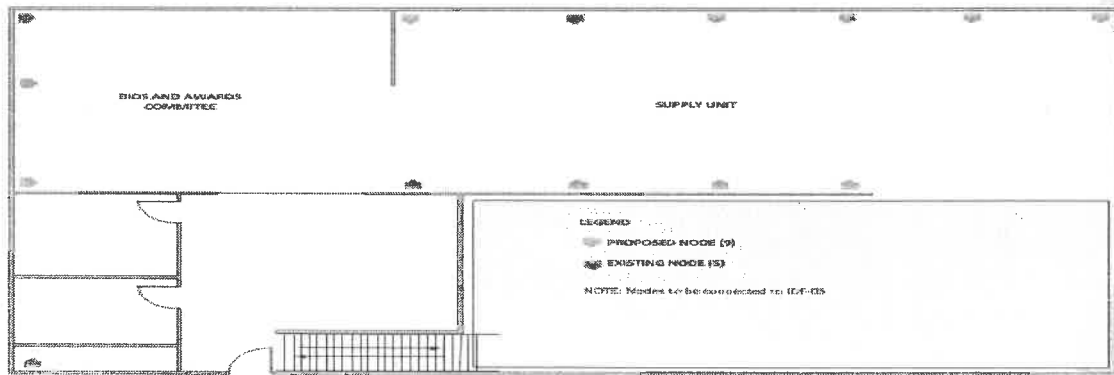 BIDS AND AWARDS
COMMITTEE
SUPPLY UNIT
LEGEND
PROPOSED NODE (9)
EXISTING NODE (5)
NOTE: Nodes to be connected to IDF-05